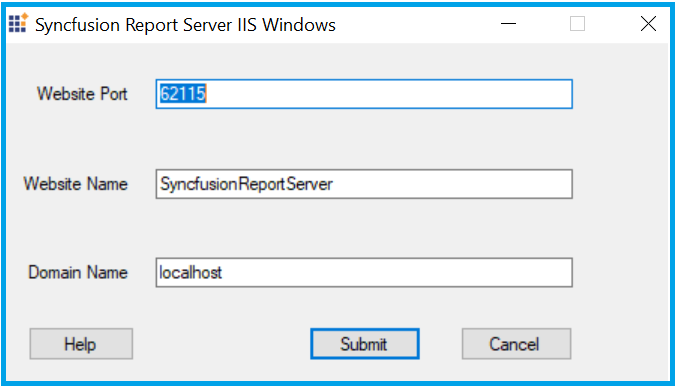 Syncfusion Report Server IIS Windows
Website Port 62115
Website Name SyncfusionReportServer
Domain Name localhost
Help Submit Cancel